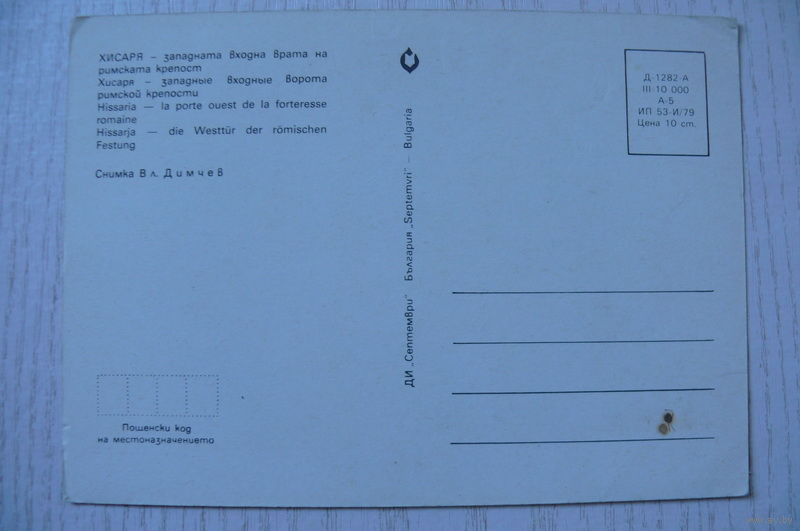 ХИСАРЯ – западната входна врата на
римската крепост
Хисаря – западные входные ворота
римской крепости
Hissaria — la porte ouest de la forteresse
romaine
Hissarja — die Westtür der römischen
Festung
Снимка Вл. Димчев
Пощенски код
на местоназначението
ДИ „Септември" България „Septemvri" — Bulgaria
Д-1282-А
III 10 000
А-5
ИП 53-И/79
Цена 10 ст.